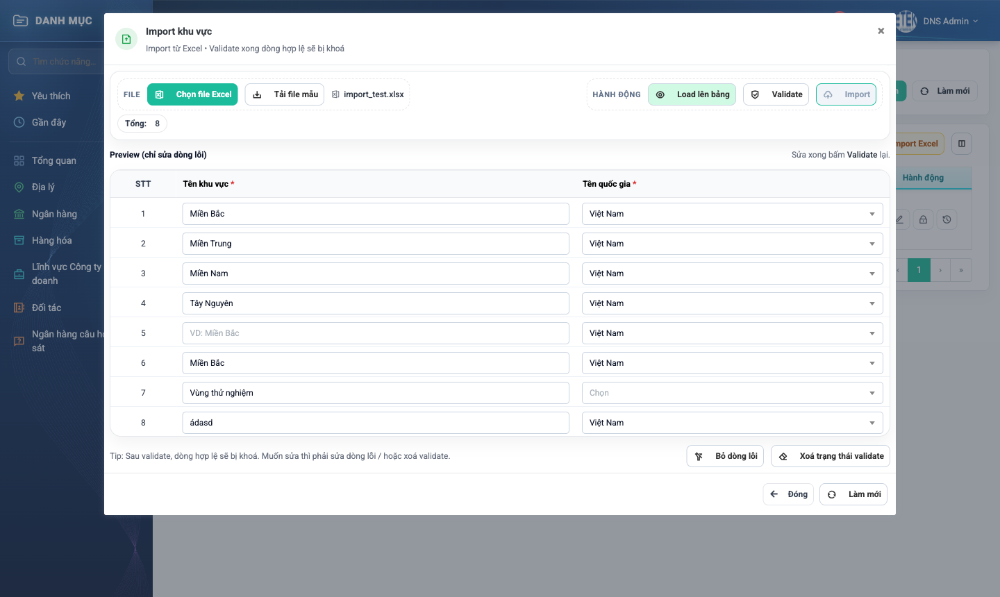 DANH MỤC
Tìm chức năng...
Yêu thích
Gần đây
Tổng quan
Địa lý
Ngân hàng
Hàng hóa
Lĩnh vực Công ty
doanh
Đối tác
Ngân hàng câu
sát
DNS Admin
Làm mới
Import Excel
Hành động
‹ 1 › »
Import khu vực
×
Import từ Excel • Validate xong dòng hợp lệ sẽ bị khoá
FILE Chọn file Excel Tải file mẫu import_test.xlsx
HÀNH ĐỘNG Load lên bảng Validate Import
Tổng: 8
Preview (chỉ sửa dòng lỗi)
Sửa xong bấm Validate lại.
STT Tên khu vực * Tên quốc gia *
1 Miền Bắc Việt Nam
2 Miền Trung Việt Nam
3 Miền Nam Việt Nam
4 Tây Nguyên Việt Nam
5 VD: Miền Bắc Việt Nam
6 Miền Bắc Việt Nam
7 Vùng thử nghiệm Chọn
8 ádasd Việt Nam
Tip: Sau validate, dòng hợp lệ sẽ bị khoá. Muốn sửa thì phải sửa dòng lỗi / hoặc xoá validate.
Bỏ dòng lỗi Xoá trạng thái validate
Đóng Làm mới